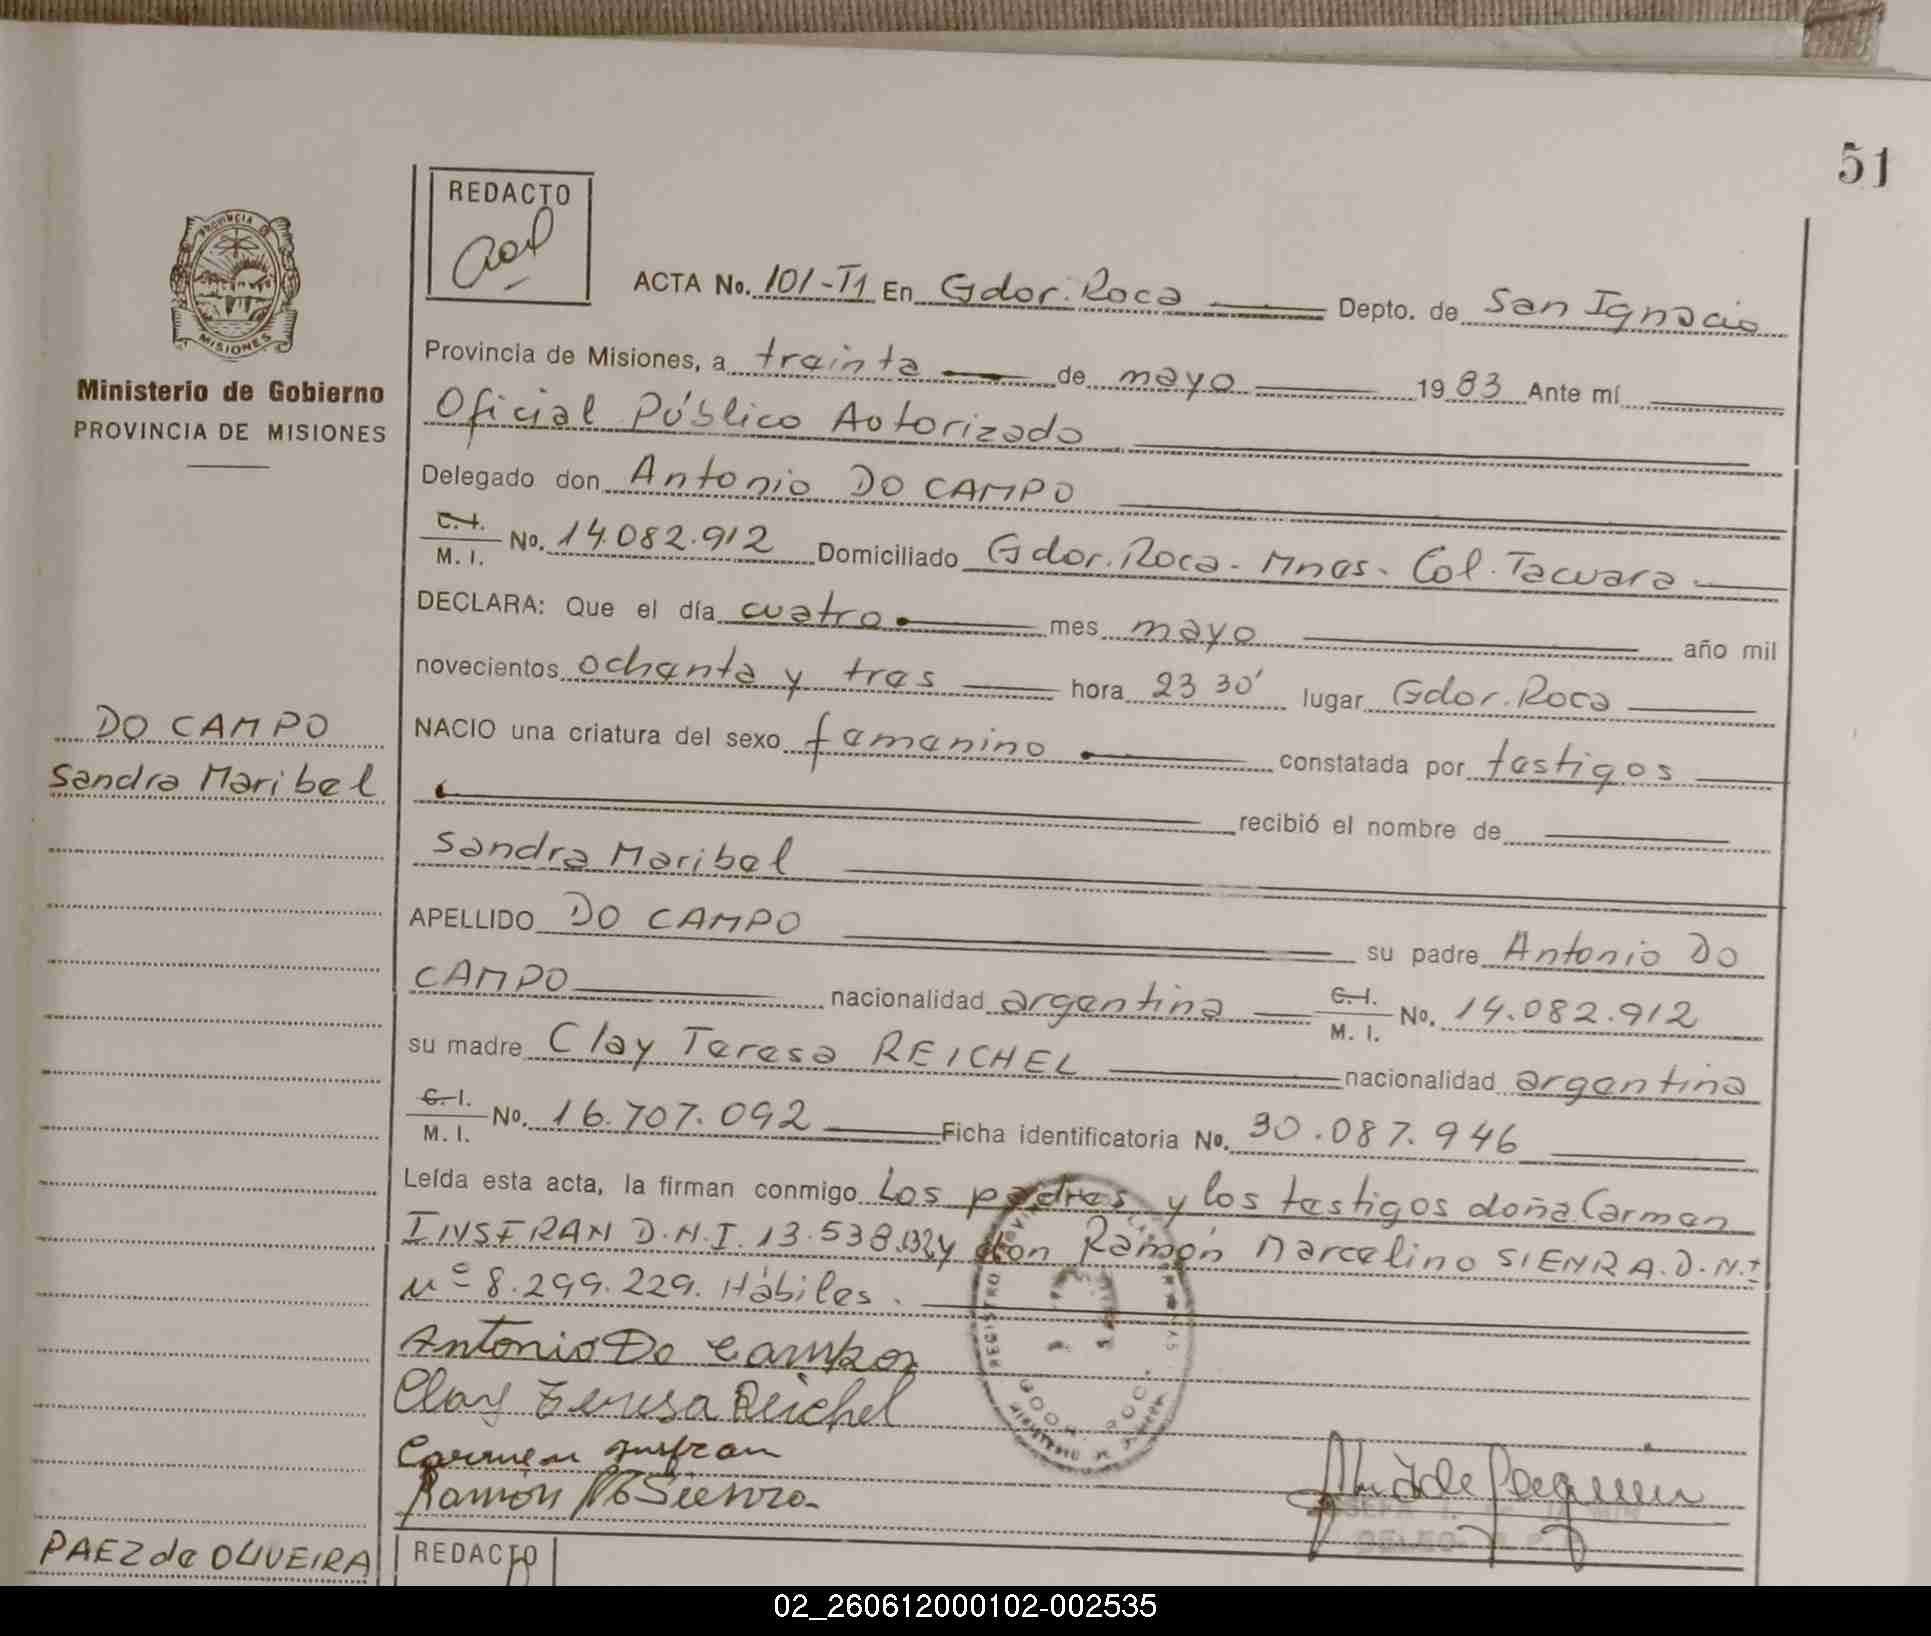 51
REDACTO
PROVINCIA DE
MISIONES
Ministerio de Gobierno
PROVINCIA DE MISIONES
ACTA No. 101-T1 En Gdor. Roca Depto. de San Ignacio
Provincia de Misiones, a treinta de mayo 1983 Ante mí
Oficial Público Autorizado
Delegado don Antonio DO CAMPO
C.I. M.I. No. 14.082.912 Domiciliado Gdor. Roca - Mnes - Col. Tacuara
DECLARA: Que el día cuatro mes mayo año mil
novecientos ochenta y tres hora 23 30' lugar Gdor. Roca
DO CAMPO
Sandra Maribel
NACIO una criatura del sexo femenino constatada por testigos
recibió el nombre de
Sandra Maribel
APELLIDO DO CAMPO su padre Antonio DO
CAMPO nacionalidad argentina C.I. M.I. No. 14.082.912
su madre Clay Teresa REICHEL nacionalidad argentina
C.I. M.I. No. 16.707.092 Ficha identificatoria No. 30.087.946
Leída esta acta, la firman conmigo Los padres y los testigos doña Carmen
INSFRAN D.N.I. 13.538.132 y don Ramón Marcelino SIENRA. D.N.I
nº 8.299.229. Hábiles.
Antonio Do Campo
Clay Teresa Reichel
Carmen Insfran
Ramón M Sienra
REGISTRO
PAEZ de OLIVEIRA
REDACTO
02_260612000102-002535